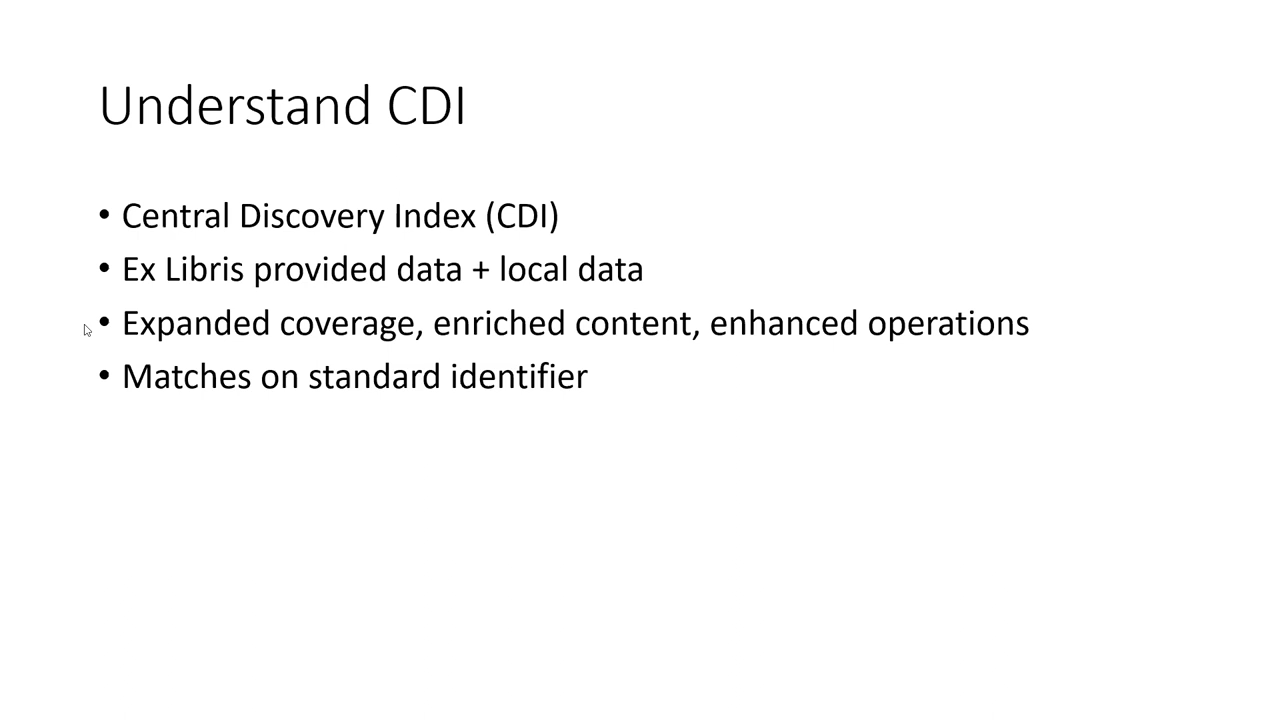 Understand CDI
• Central Discovery Index (CDI)
• Ex Libris provided data + local data
• Expanded coverage, enriched content, enhanced operations
• Matches on standard identifier